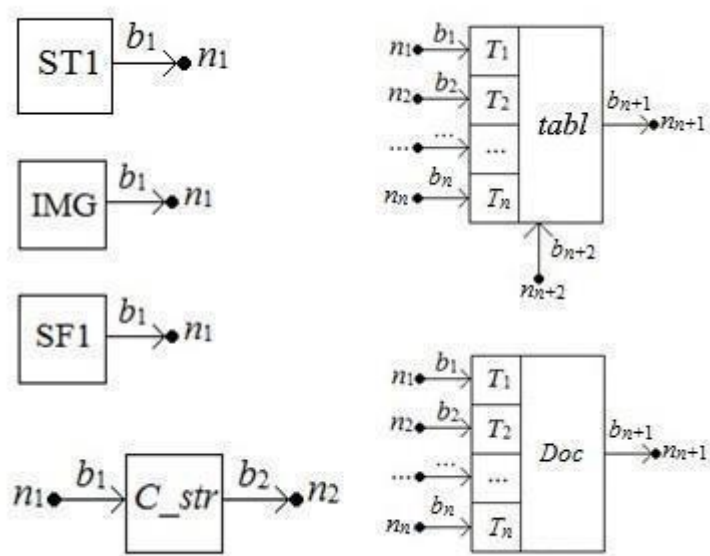 ST1 b1 n1
IMG b1 n1
SF1 b1 n1
n1 b1 C_str b2 n2
n1 b1 T1
n2 b2 T2
... ... ...
nn bn Tn
tabl bn+1 nn+1
bn+2
nn+2
n1 b1 T1
n2 b2 T2
... ... ...
nn bn Tn
Doc bn+1 nn+1